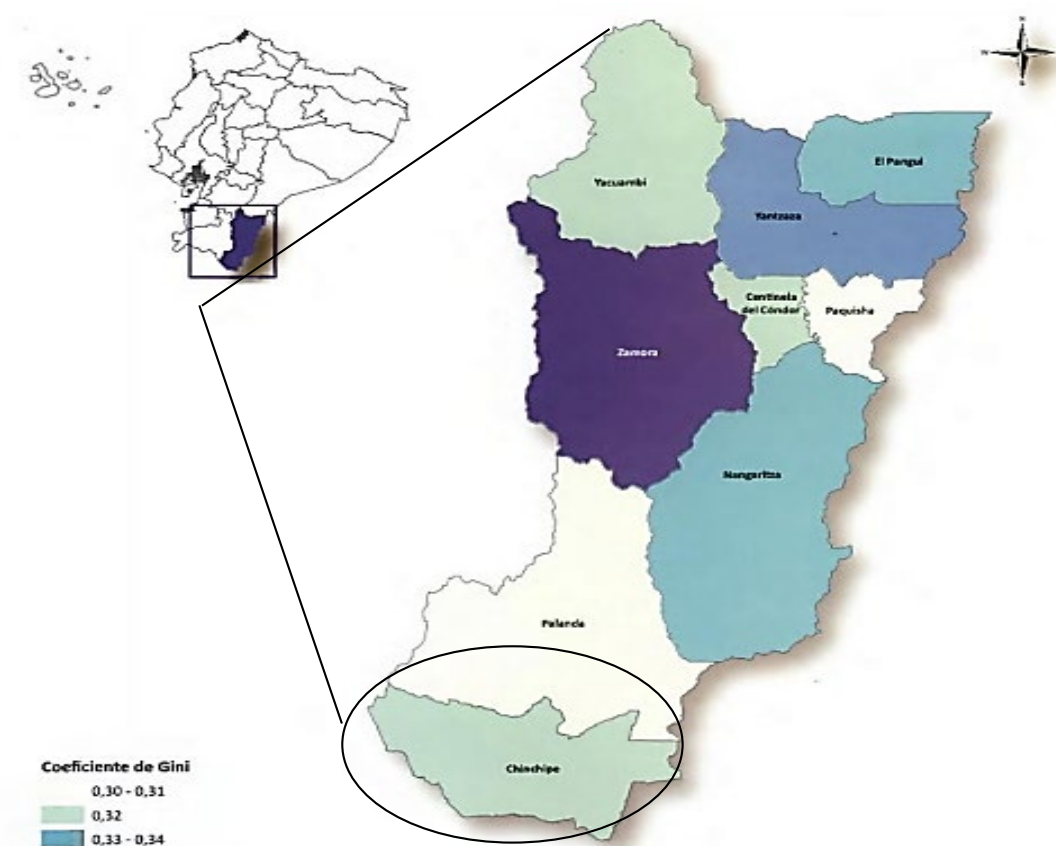 N
El Pangui
Yacuambi
Yantzaza
Centinela
del Cóndor
Paquisha
Zamora
Nangaritza
Palanda
Chinchipe
Coeficiente de Gini
0,30 - 0,31
0,32
0,33 - 0,34